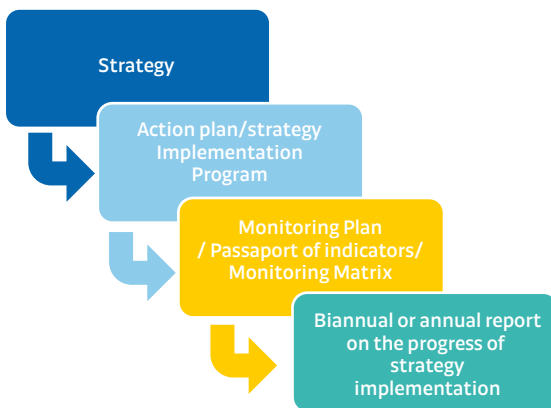 Strategy
Action plan/strategy
Implementation
Program
Monitoring Plan
/ Passaport of indicators/
Monitoring Matrix
Biannual or annual report
on the progress of
strategy
implementation